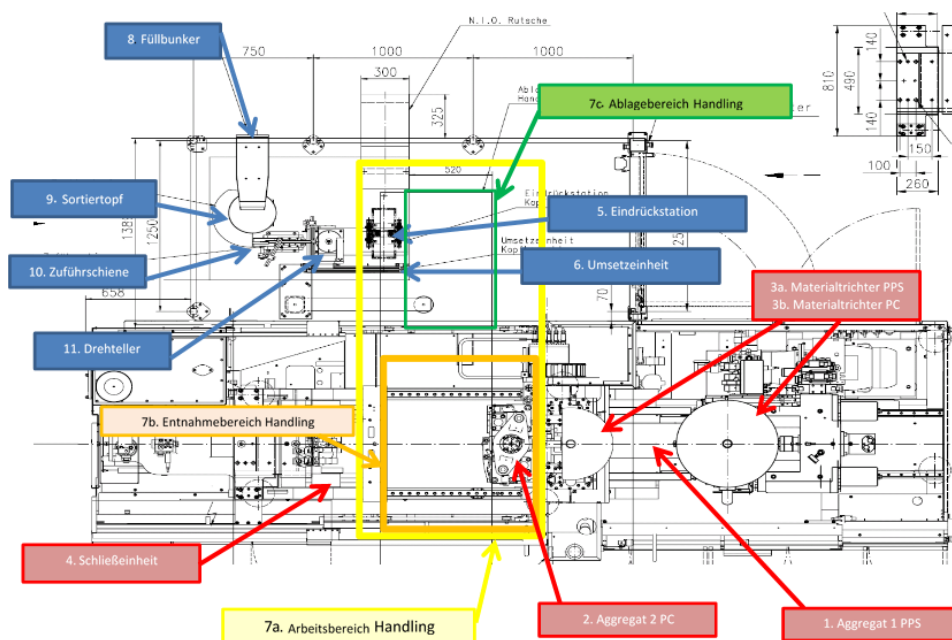 N.I.O. Rutsche
8. Füllbunker
750
1000
1000
300
325
140
810
490
140
150
100
260
7c. Ablagebereich Handling
520
9. Sortiertopf
1250
5. Eindrückstation
Eindrückstation
Umsetzeinheit
10. Zuführschiene
6. Umsetzeinheit
70
658
3a. Materialtrichter PPS
3b. Materialtrichter PC
11. Drehteller
7b. Entnahmebereich Handling
4. Schließeinheit
7a. Arbeitsbereich Handling
2. Aggregat 2 PC
1. Aggregat 1 PPS